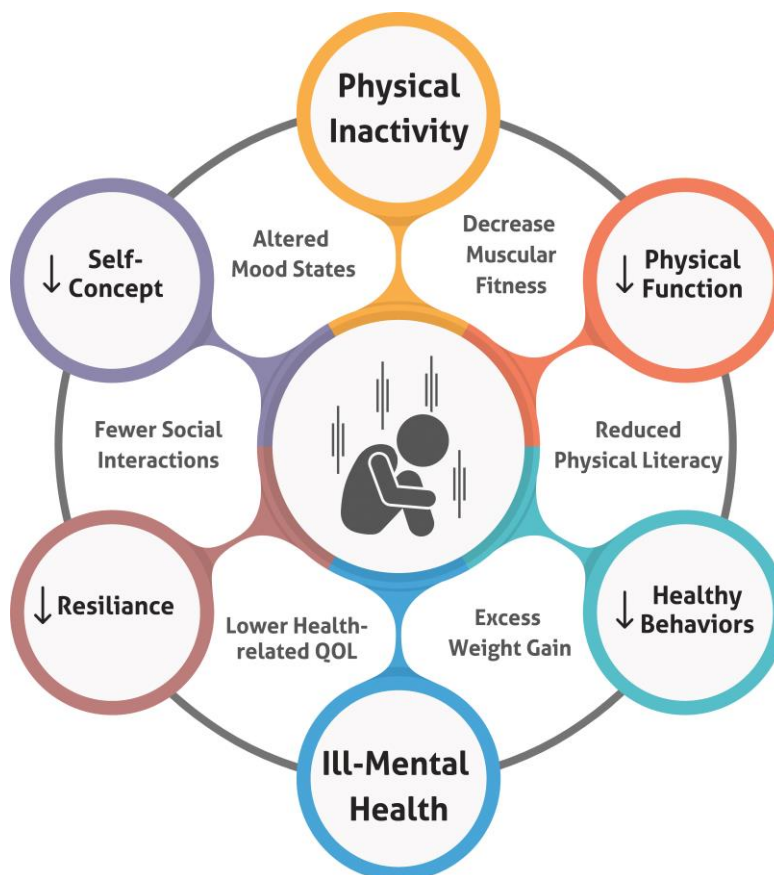 Physical
Inactivity
Altered
Mood States
Decrease
Muscular
Fitness
↓ Self-
Concept
↓ Physical
Function
Fewer Social
Interactions
Reduced
Physical Literacy
↓ Resiliance
↓ Healthy
Behaviors
Lower Health-
related QOL
Excess
Weight Gain
Ill-Mental
Health